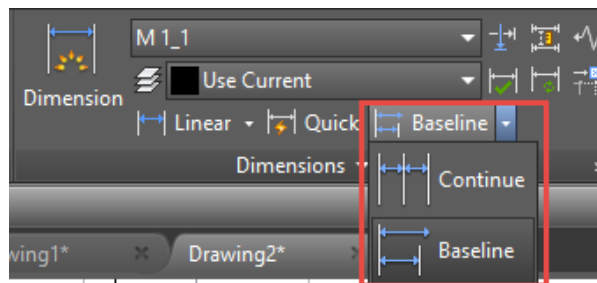 M 1_1
Use Current
Dimension
Linear Quick Baseline
Dimensions
Continue
wing1* Drawing2*
Baseline